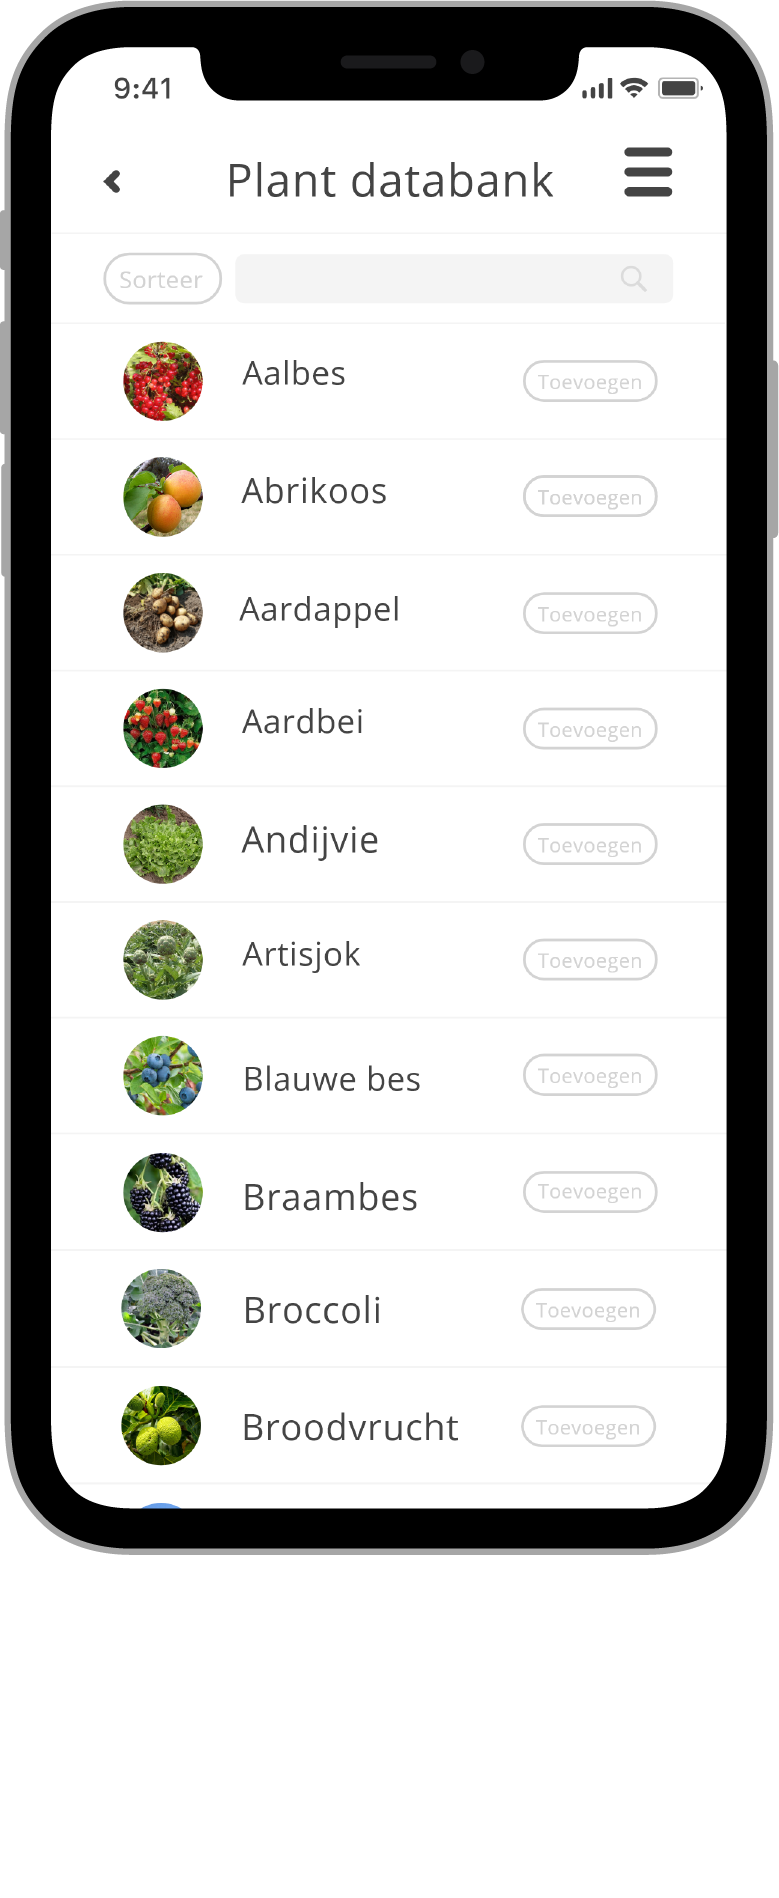 9:41
Plant databank
Sorteer
Aalbes Toevoegen
Abrikoos Toevoegen
Aardappel Toevoegen
Aardbei Toevoegen
Andijvie Toevoegen
Artisjok Toevoegen
Blauwe bes Toevoegen
Braambes Toevoegen
Broccoli Toevoegen
Broodvrucht Toevoegen